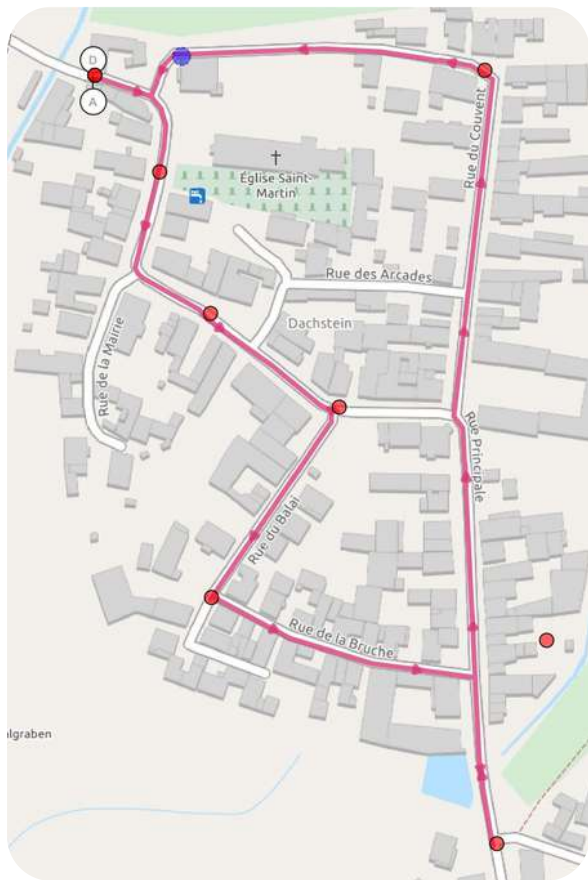 D
A
Rue du Couvent
Église Saint-
Martin
Rue des Arcades
Dachstein
Rue de la Mairie
Rue Principale
Rue du Balai
Rue de la Bruche
algraben